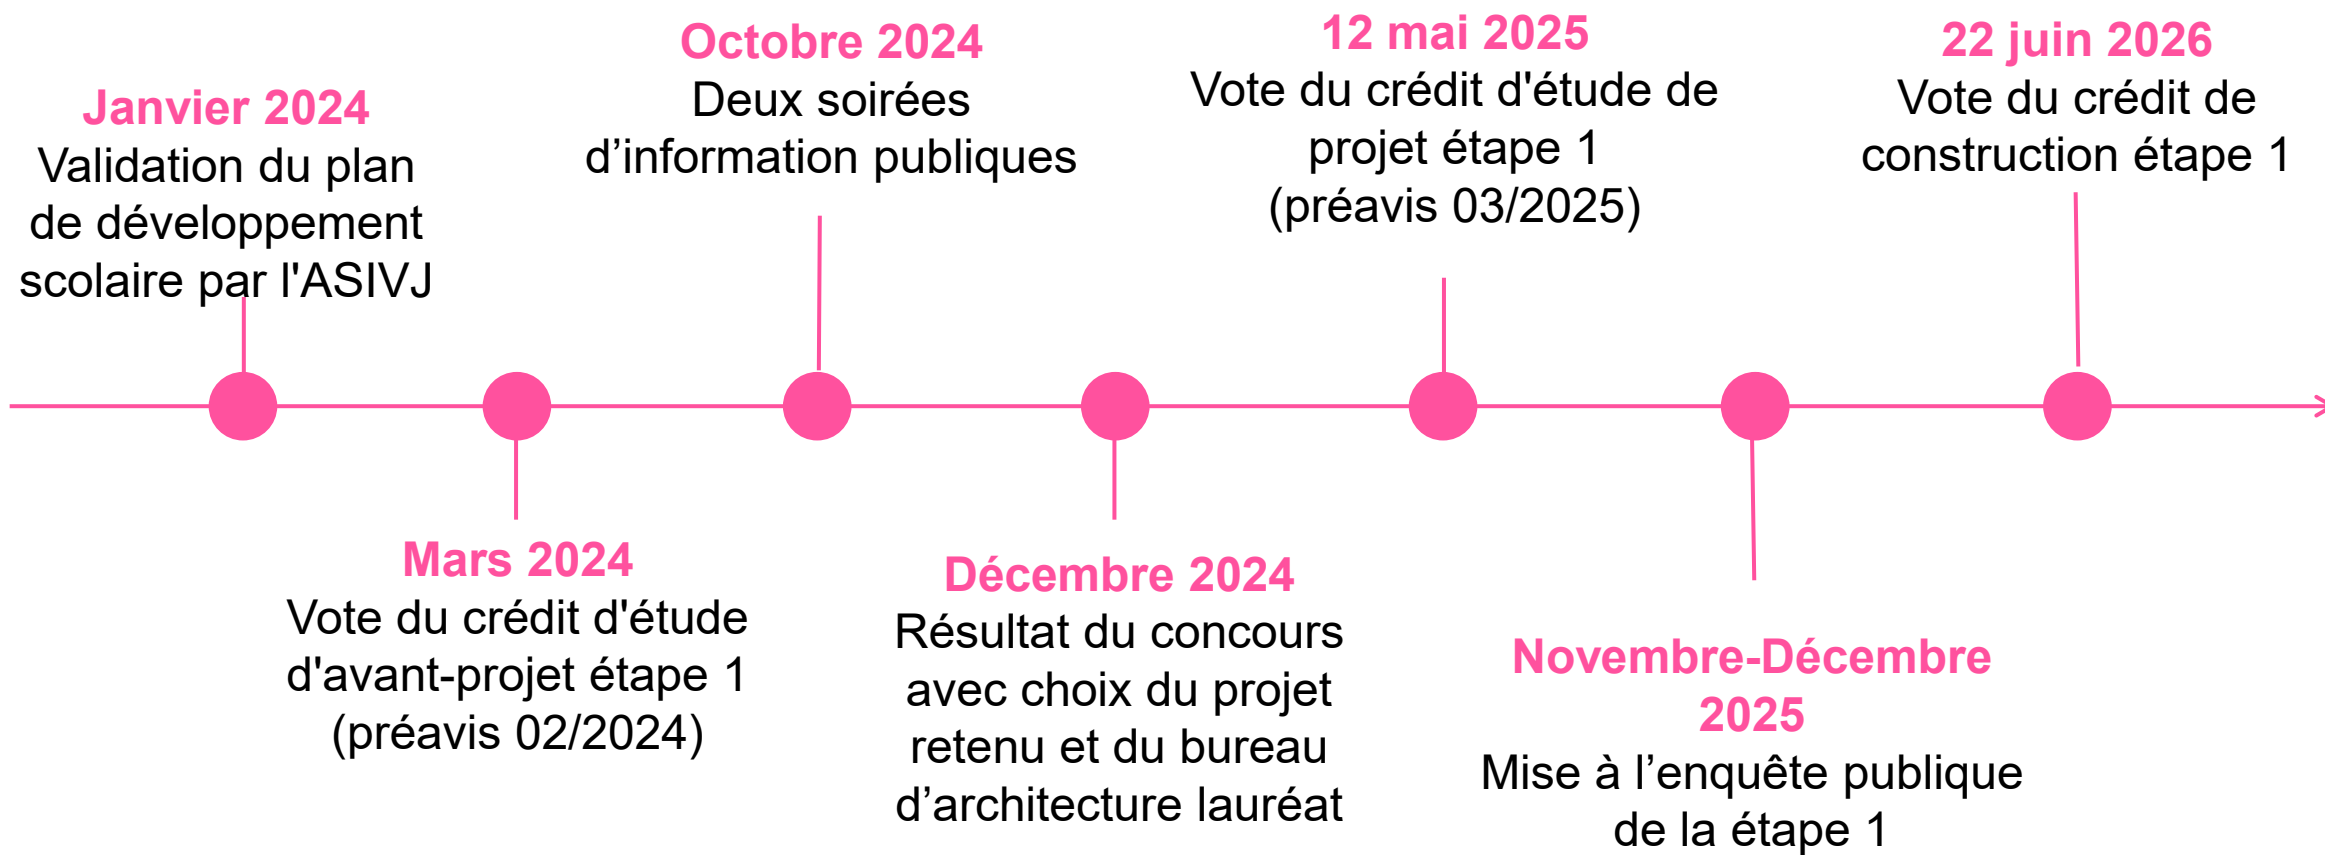 Janvier 2024
Validation du plan
de développement
scolaire par l'ASIVJ
Mars 2024
Vote du crédit d'étude
d'avant-projet étape 1
(préavis 02/2024)
Octobre 2024
Deux soirées
d’information publiques
Décembre 2024
Résultat du concours
avec choix du projet
retenu et du bureau
d’architecture lauréat
12 mai 2025
Vote du crédit d'étude de
projet étape 1
(préavis 03/2025)
Novembre-Décembre
2025
Mise à l’enquête publique
de la étape 1
22 juin 2026
Vote du crédit de
construction étape 1